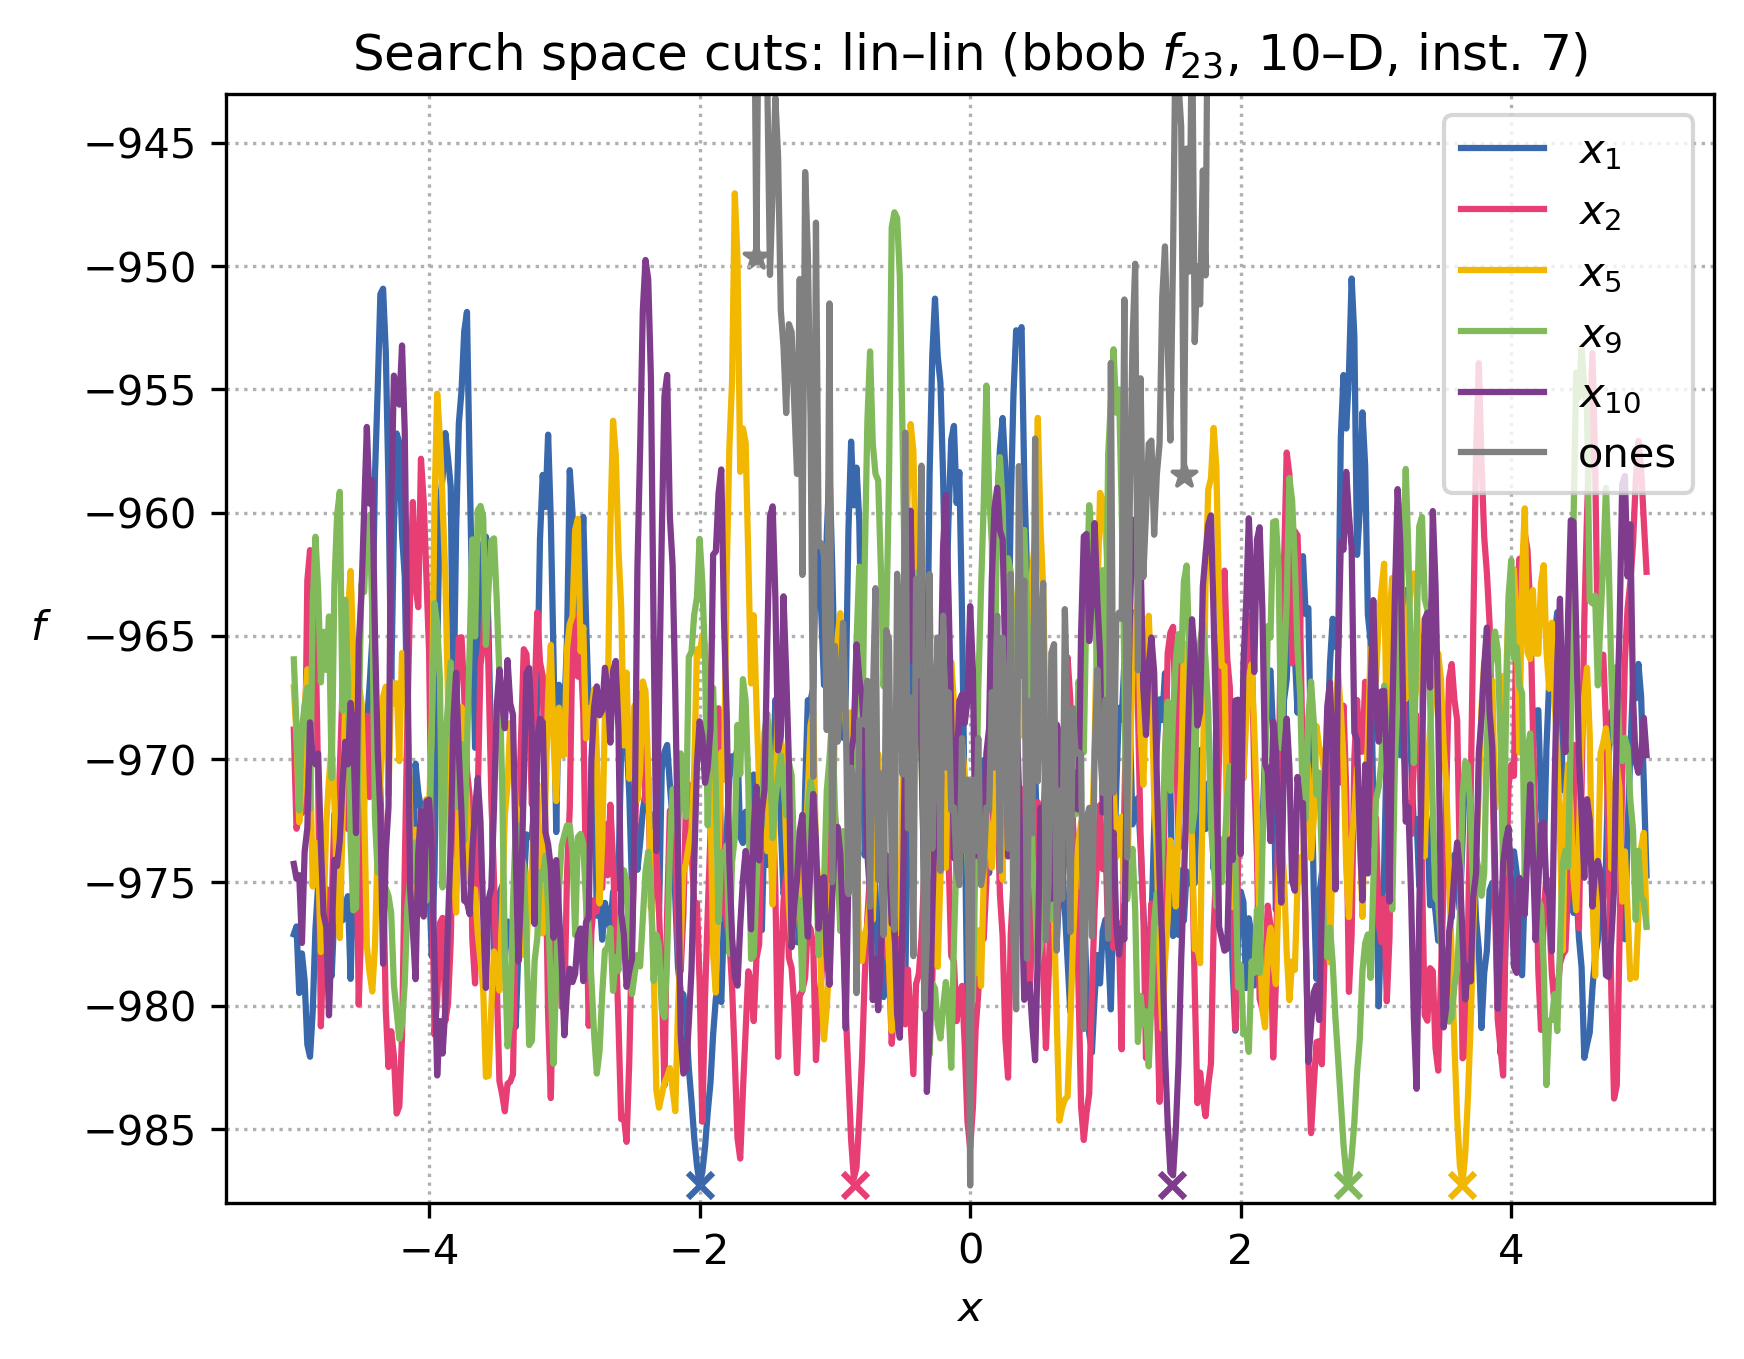 Search space cuts: lin–lin (bbob f₂₃, 10–D, inst. 7)
−945
−950
−955
−960
−965
−970
−975
−980
−985
f
x₁
x₂
x₅
x₉
x₁₀
ones
−4
−2
0
2
4
x